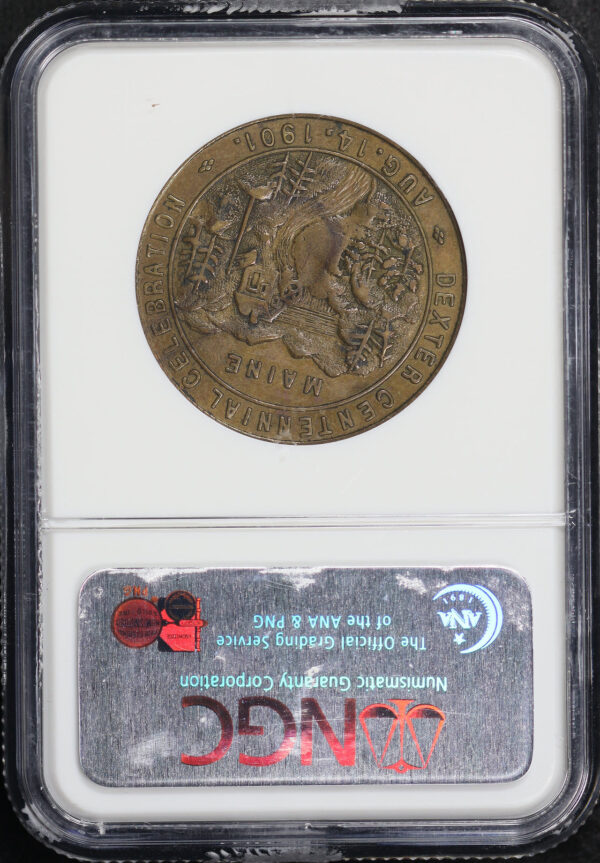 DEXTER CENTENNIAL CELEBRATION
AUG. 14. 1901.
MAINE
NGC
Numismatic Guaranty Corporation
The Official Grading Service
of the ANA & PNG
ANA
PNG